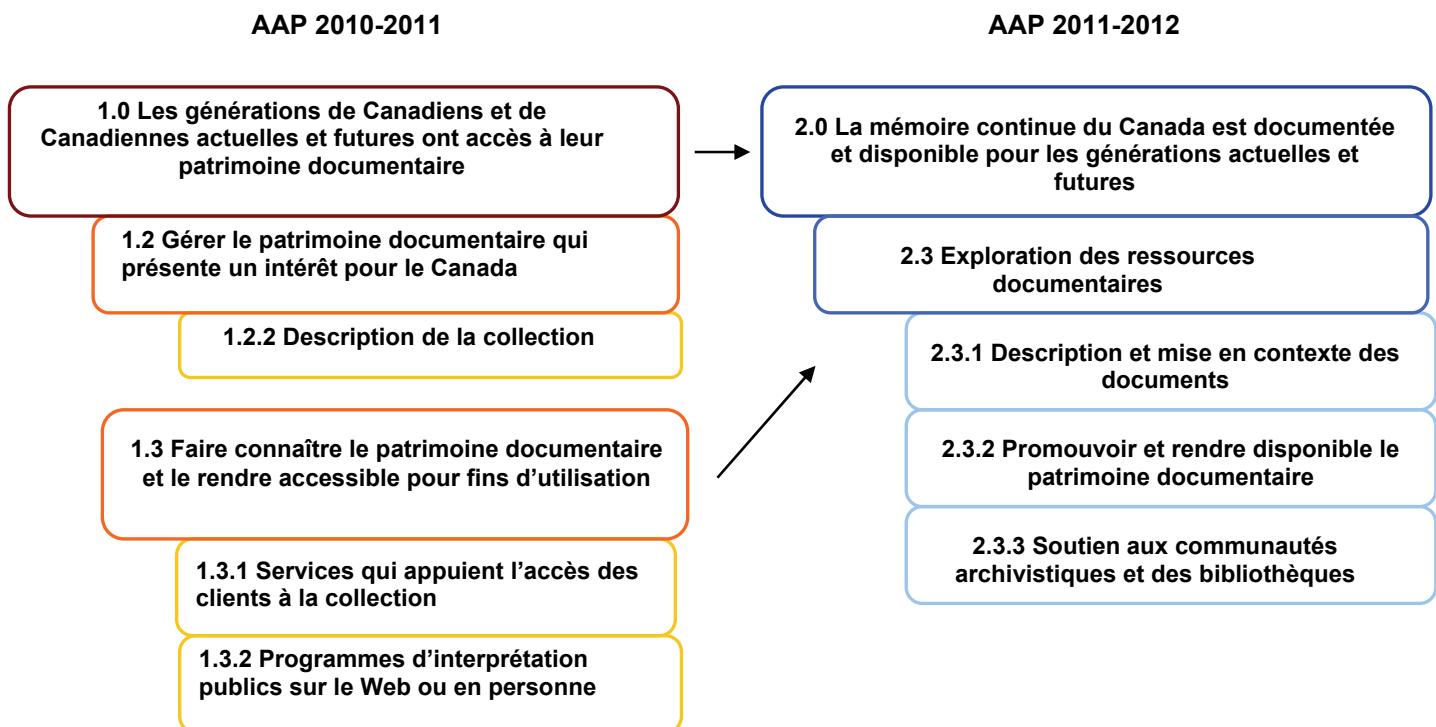 AAP 2010-2011
1.0 Les générations de Canadiens et de
Canadiennes actuelles et futures ont accès à leur
patrimoine documentaire
1.2 Gérer le patrimoine documentaire qui
présente un intérêt pour le Canada
1.2.2 Description de la collection
1.3 Faire connaître le patrimoine documentaire
et le rendre accessible pour fins d’utilisation
1.3.1 Services qui appuient l’accès des
clients à la collection
1.3.2 Programmes d’interprétation
publics sur le Web ou en personne
AAP 2011-2012
2.0 La mémoire continue du Canada est documentée
et disponible pour les générations actuelles et
futures
2.3 Exploration des ressources
documentaires
2.3.1 Description et mise en contexte des
documents
2.3.2 Promouvoir et rendre disponible le
patrimoine documentaire
2.3.3 Soutien aux communautés
archivistiques et des bibliothèques